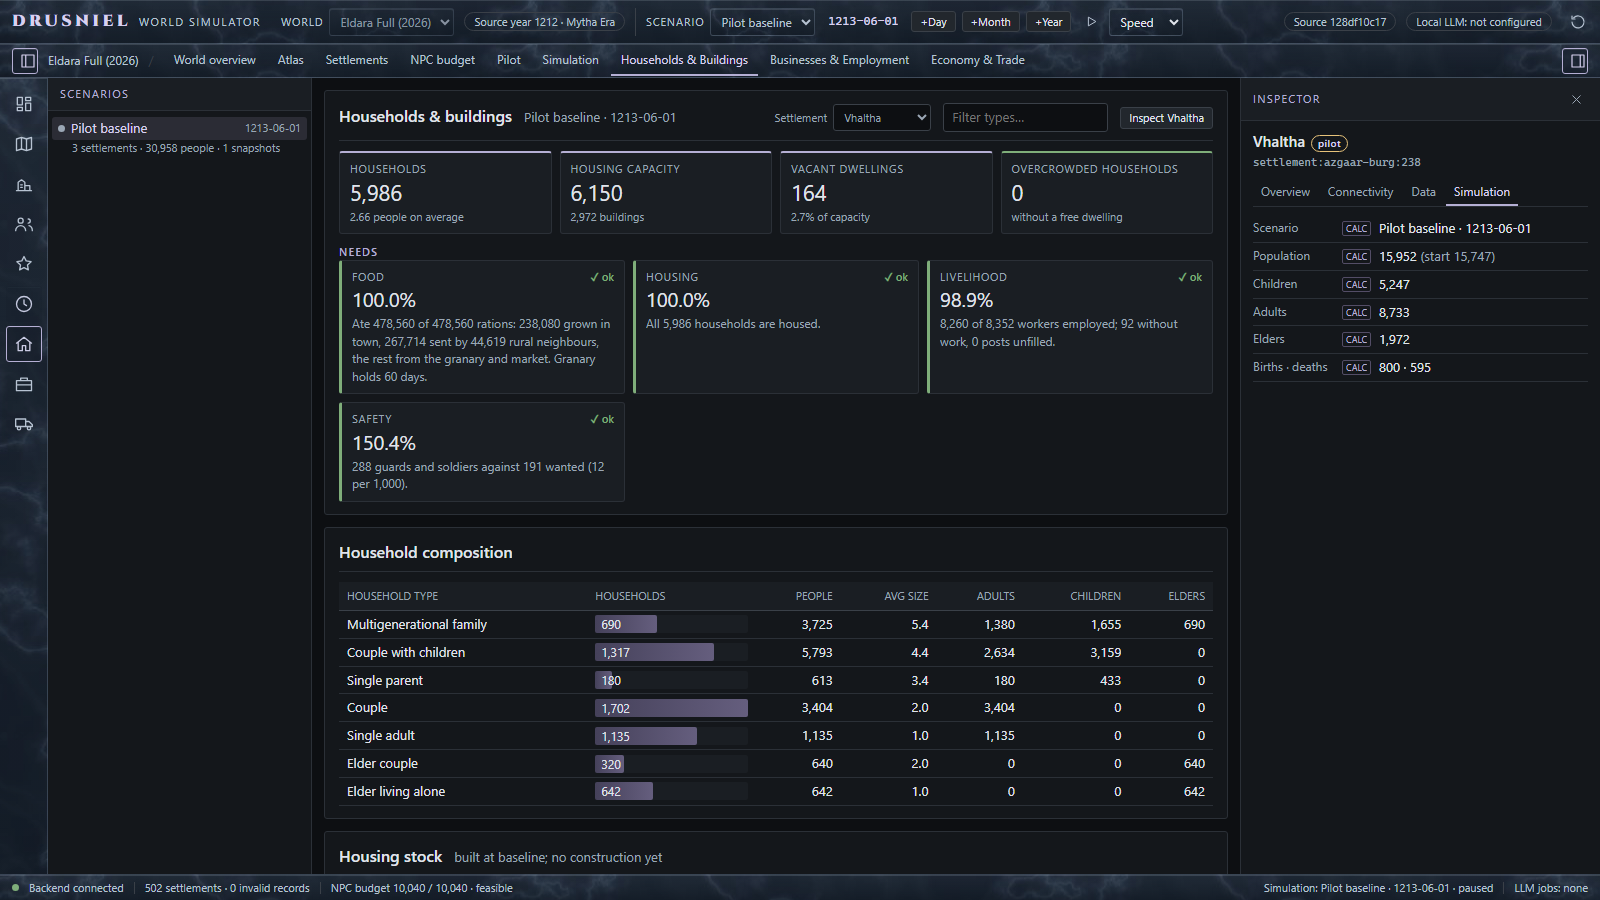 DRUSNIEL WORLD SIMULATOR WORLD Eldara Full (2026) Source year 1212 · Mytha Era SCENARIO Pilot baseline 1213-06-01 +Day +Month +Year Speed Source 128df10c17 Local LLM: not configured
Eldara Full (2026) / World overview Atlas Settlements NPC budget Pilot Simulation Households & Buildings Businesses & Employment Economy & Trade
SCENARIOS
Pilot baseline 1213-06-01
3 settlements · 30,958 people · 1 snapshots
Households & buildings Pilot baseline · 1213-06-01 Settlement Vhaltha Filter types... Inspect Vhaltha
HOUSEHOLDS
5,986
2.66 people on average
HOUSING CAPACITY
6,150
2,972 buildings
VACANT DWELLINGS
164
2.7% of capacity
OVERCROWDED HOUSEHOLDS
0
without a free dwelling
NEEDS
FOOD ✓ ok
100.0%
Ate 478,560 of 478,560 rations: 238,080 grown in
town, 267,714 sent by 44,619 rural neighbours,
the rest from the granary and market. Granary
holds 60 days.
HOUSING ✓ ok
100.0%
All 5,986 households are housed.
LIVELIHOOD ✓ ok
98.9%
8,260 of 8,352 workers employed; 92 without
work, 0 posts unfilled.
SAFETY ✓ ok
150.4%
288 guards and soldiers against 191 wanted (12
per 1,000).
Household composition
HOUSEHOLD TYPE HOUSEHOLDS PEOPLE AVG SIZE ADULTS CHILDREN ELDERS
Multigenerational family 690 3,725 5.4 1,380 1,655 690
Couple with children 1,317 5,793 4.4 2,634 3,159 0
Single parent 180 613 3.4 180 433 0
Couple 1,702 3,404 2.0 3,404 0 0
Single adult 1,135 1,135 1.0 1,135 0 0
Elder couple 320 640 2.0 0 0 640
Elder living alone 642 642 1.0 0 0 642
Housing stock built at baseline; no construction yet
INSPECTOR
Vhaltha pilot
settlement:azgaar-burg:238
Overview Connectivity Data Simulation
Scenario CALC Pilot baseline · 1213-06-01
Population CALC 15,952 (start 15,747)
Children CALC 5,247
Adults CALC 8,733
Elders CALC 1,972
Births · deaths CALC 800 · 595
Backend connected 502 settlements · 0 invalid records NPC budget 10,040 / 10,040 · feasible Simulation: Pilot baseline · 1213-06-01 · paused LLM jobs: none